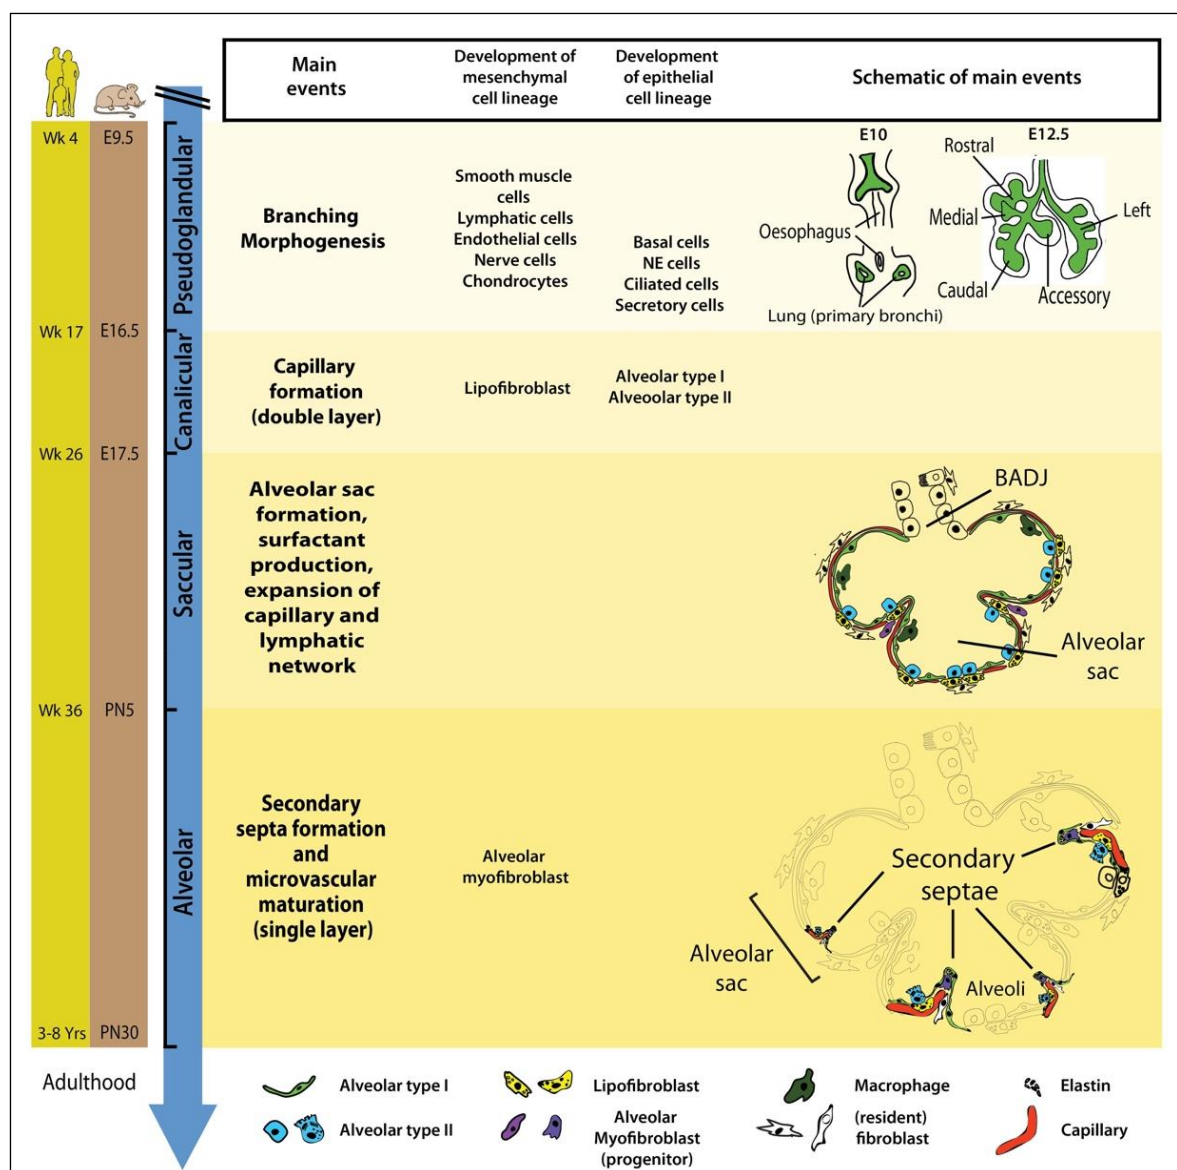 Main
events
Development of
mesenchymal
cell lineage
Development
of epithelial
cell lineage
Schematic of main events
Wk 4
E9.5
Pseudoglandular
Branching
Morphogenesis
Smooth muscle
cells
Lymphatic cells
Endothelial cells
Nerve cells
Chondrocytes
Basal cells
NE cells
Ciliated cells
Secretory cells
E10
Oesophagus
Lung (primary bronchi)
E12.5
Rostral
Medial
Left
Caudal
Accessory
Wk 17
E16.5
Canalicular
Capillary
formation
(double layer)
Lipofibroblast
Alveolar type I
Alveoolar type II
Wk 26
E17.5
Saccular
Alveolar sac
formation,
surfactant
production,
expansion of
capillary and
lymphatic
network
BADJ
Alveolar
sac
Wk 36
PN5
Alveolar
Secondary
septa formation
and
microvascular
maturation
(single layer)
Alveolar
myofibroblast
Secondary
septae
Alveolar
sac
Alveoli
3-8 Yrs
PN30
Adulthood
Alveolar type I
Alveolar type II
Lipofibroblast
Alveolar
Myofibroblast
(progenitor)
Macrophage
(resident)
fibroblast
Elastin
Capillary